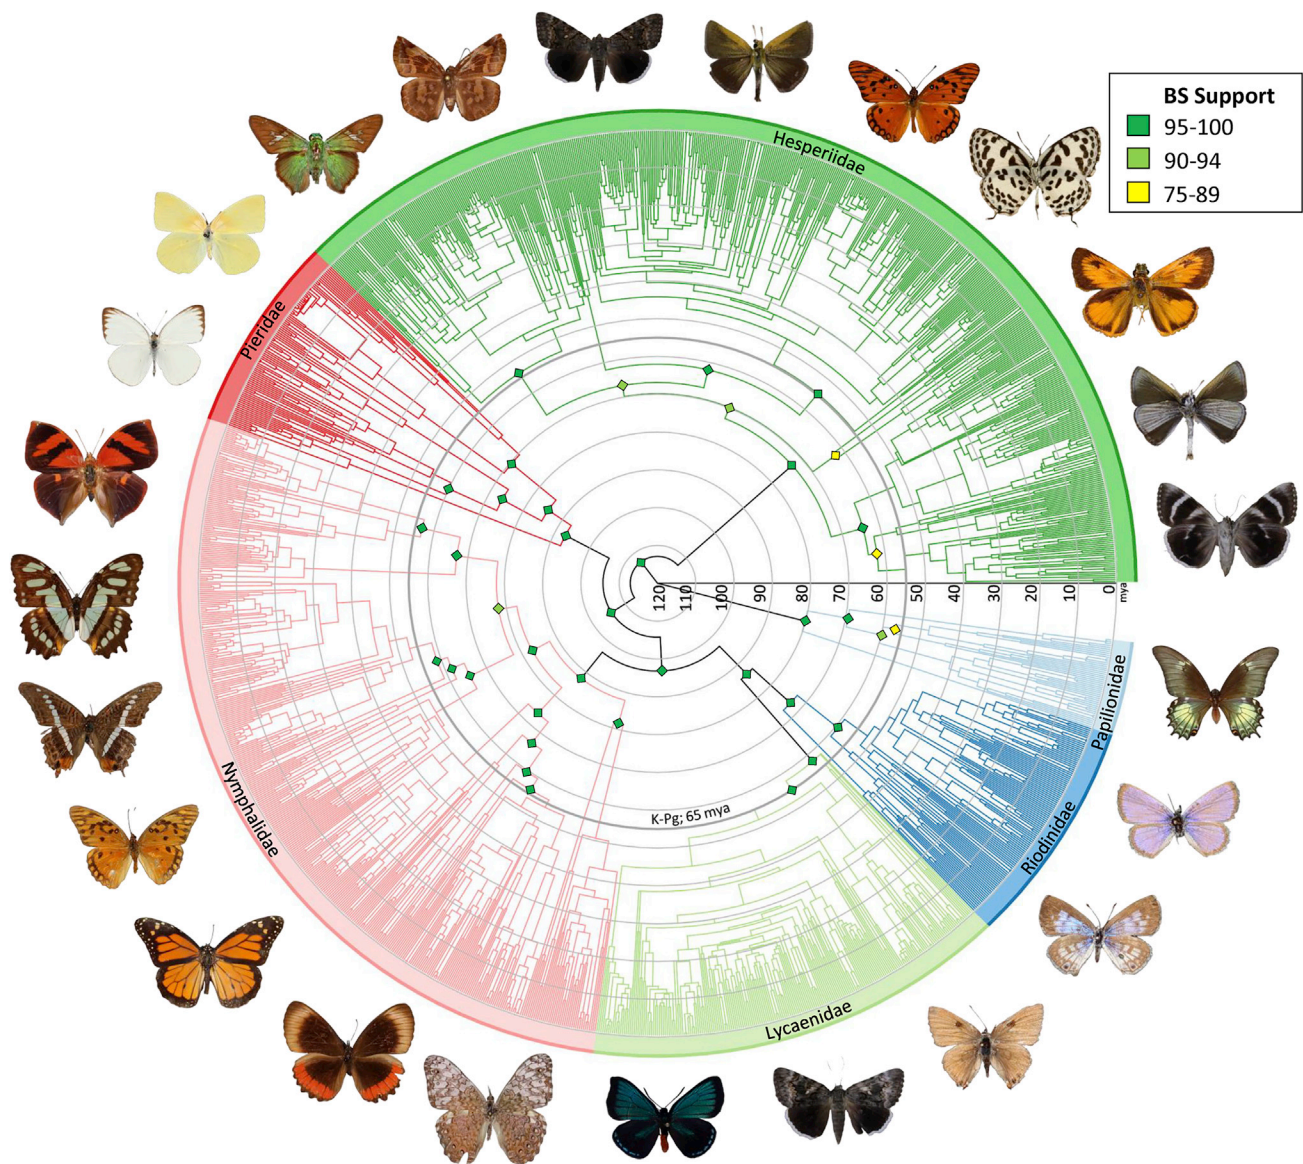 BS Support
95-100
90-94
75-89
Hesperiidae
Pieridae
120 110 100 90 80 70 60 50 40 30 20 10 0 mya
Papilionidae
Riodinidae
K-Pg; 65 mya
Nymphalidae
Lycaenidae